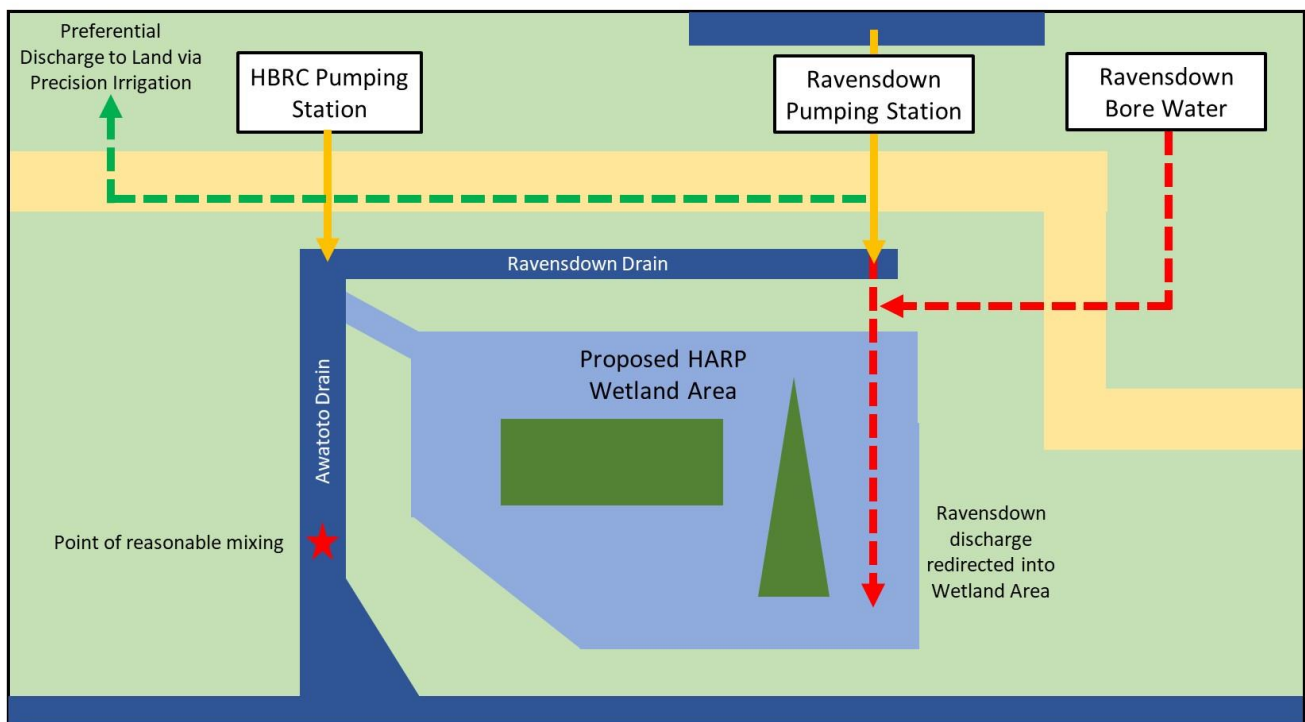 Preferential
Discharge to Land via
Precision Irrigation
HBRC Pumping
Station
Ravensdown
Pumping Station
Ravensdown
Bore Water
Ravensdown Drain
Awatoto Drain
Proposed HARP
Wetland Area
Point of reasonable mixing
Ravensdown
discharge
redirected into
Wetland Area